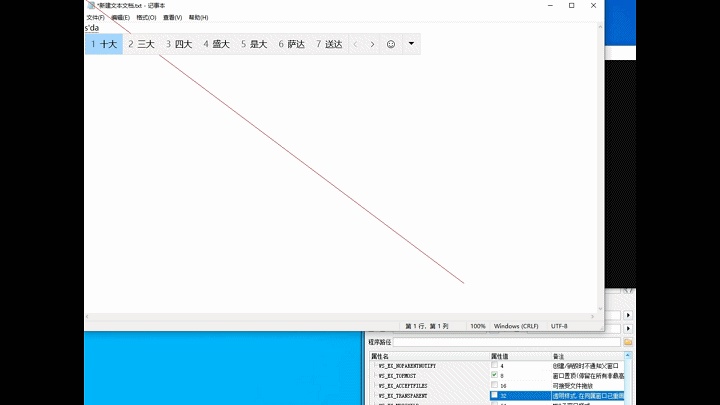 *新建文本文档.txt - 记事本
文件(F) 编辑(E) 格式(O) 查看(V) 帮助(H)
s'da
1 十大 2 三大 3 四大 4 盛大 5 是大 6 萨达 7 送达
第 1 行，第 1 列 100% Windows (CRLF) UTF-8
程序路径
属性名 属性值 备注
WS_EX_NOPARENTNOTIFY 4 创建/销毁时不通知父窗口
WS_EX_TOPMOST 8 窗口置顶(停留在所有非最高
WS_EX_ACCEPTFILES 16 可接受文件拖放
WS_EX_TRANSPARENT 32 透明样式,在同属窗口已重画